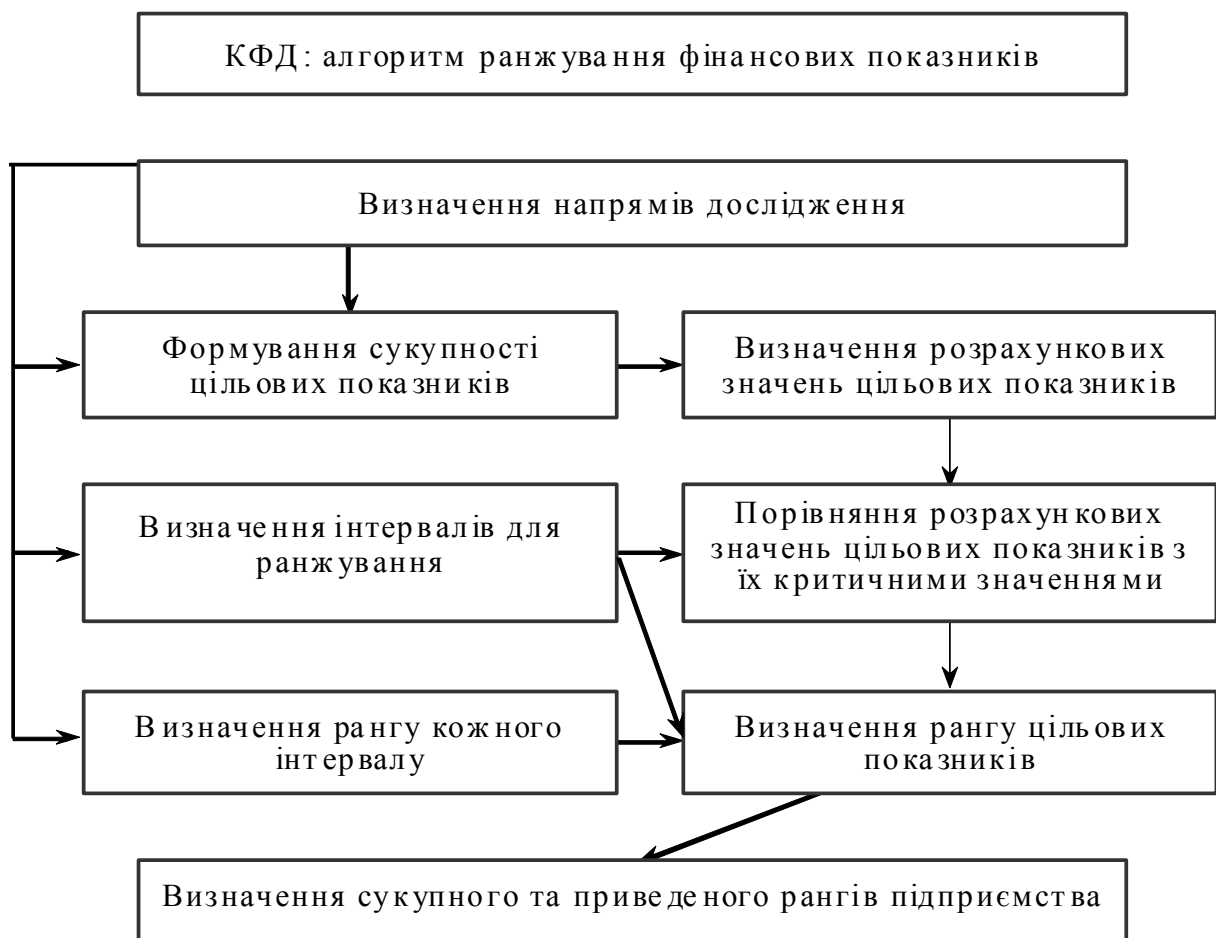 КФД: алгоритм ранжування фінансових показників
Визначення напрямів дослідження
Формування сукупності
цільових показників
Визначення розрахункових
значень цільових показників
Визначення інтервалів для
ранжування
Порівняння розрахункових
значень цільових показників з
їх критичними значеннями
Визначення рангу кожного
інтервалу
Визначення рангу цільових
показників
Визначення сукупного та приведеного рангів підприємства